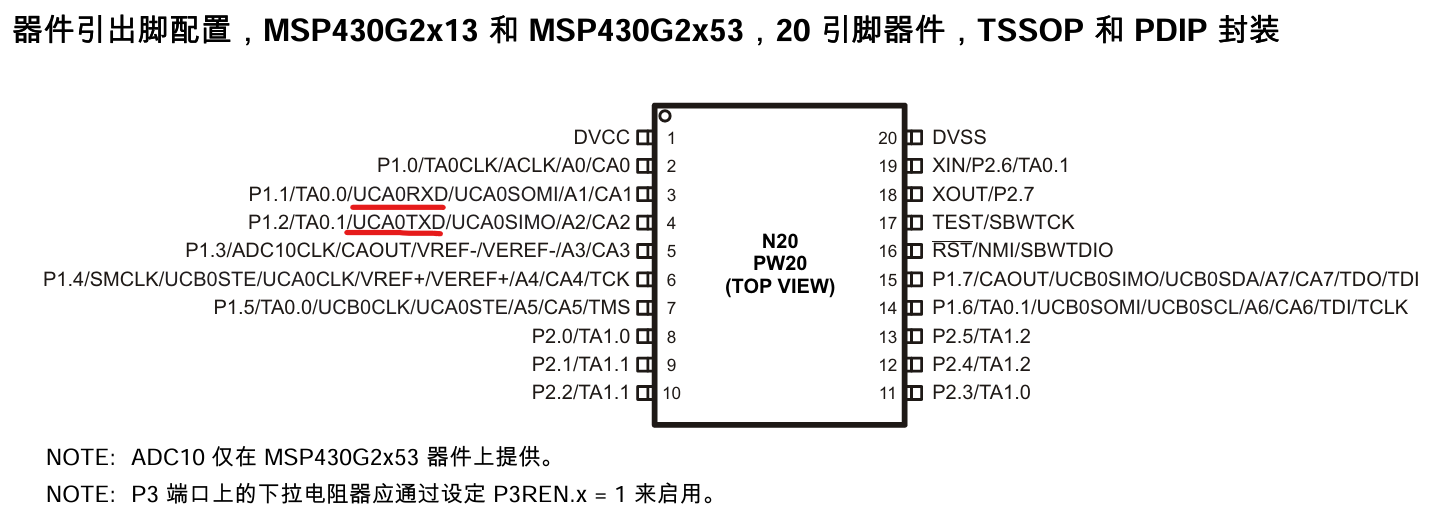 器件引出脚配置，MSP430G2x13 和 MSP430G2x53，20 引脚器件，TSSOP 和 PDIP 封装
DVCC 1 20 DVSS
P1.0/TA0CLK/ACLK/A0/CA0 2 19 XIN/P2.6/TA0.1
P1.1/TA0.0/UCA0RXD/UCA0SOMI/A1/CA1 3 18 XOUT/P2.7
P1.2/TA0.1/UCA0TXD/UCA0SIMO/A2/CA2 4 17 TEST/SBWTCK
P1.3/ADC10CLK/CAOUT/VREF-/VEREF-/A3/CA3 5 16 RST/NMI/SBWTDIO
P1.4/SMCLK/UCB0STE/UCA0CLK/VREF+/VEREF+/A4/CA4/TCK 6 15 P1.7/CAOUT/UCB0SIMO/UCB0SDA/A7/CA7/TDO/TDI
P1.5/TA0.0/UCB0CLK/UCA0STE/A5/CA5/TMS 7 14 P1.6/TA0.1/UCB0SOMI/UCB0SCL/A6/CA6/TDI/TCLK
P2.0/TA1.0 8 13 P2.5/TA1.2
P2.1/TA1.1 9 12 P2.4/TA1.2
P2.2/TA1.1 10 11 P2.3/TA1.0
N20
PW20
(TOP VIEW)
NOTE: ADC10 仅在 MSP430G2x53 器件上提供。
NOTE: P3 端口上的下拉电阻器应通过设定 P3REN.x = 1 来启用。